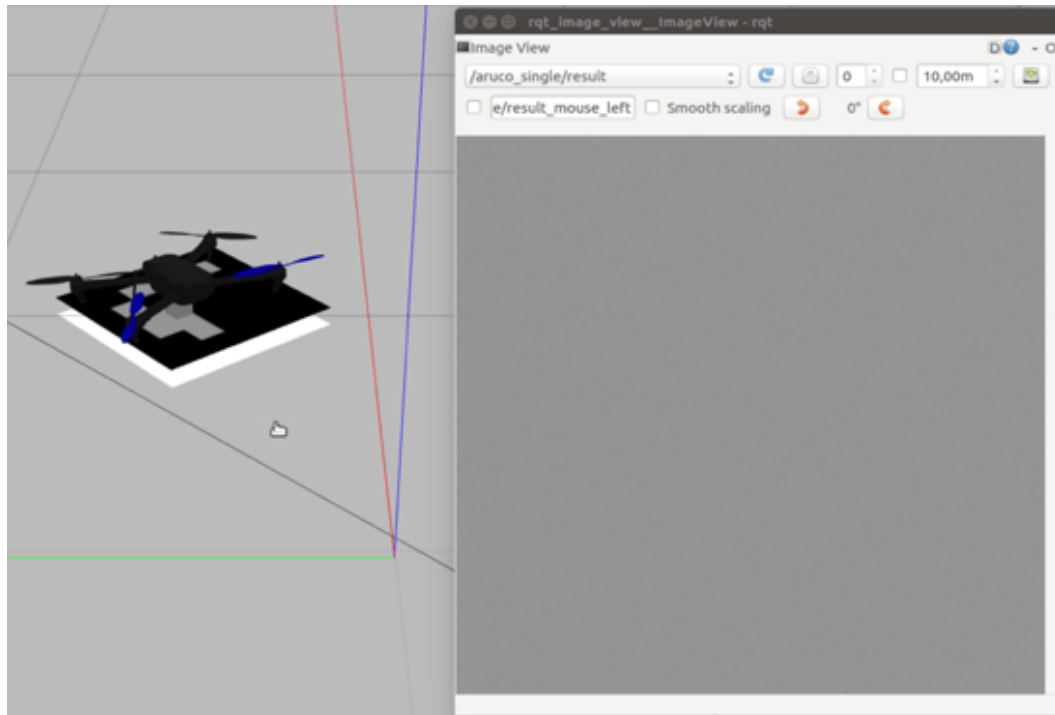 rqt_image_view__ImageView - rqt
Image View D - O
/aruco_single/result 0 10,00m
e/result_mouse_left Smooth scaling 0°